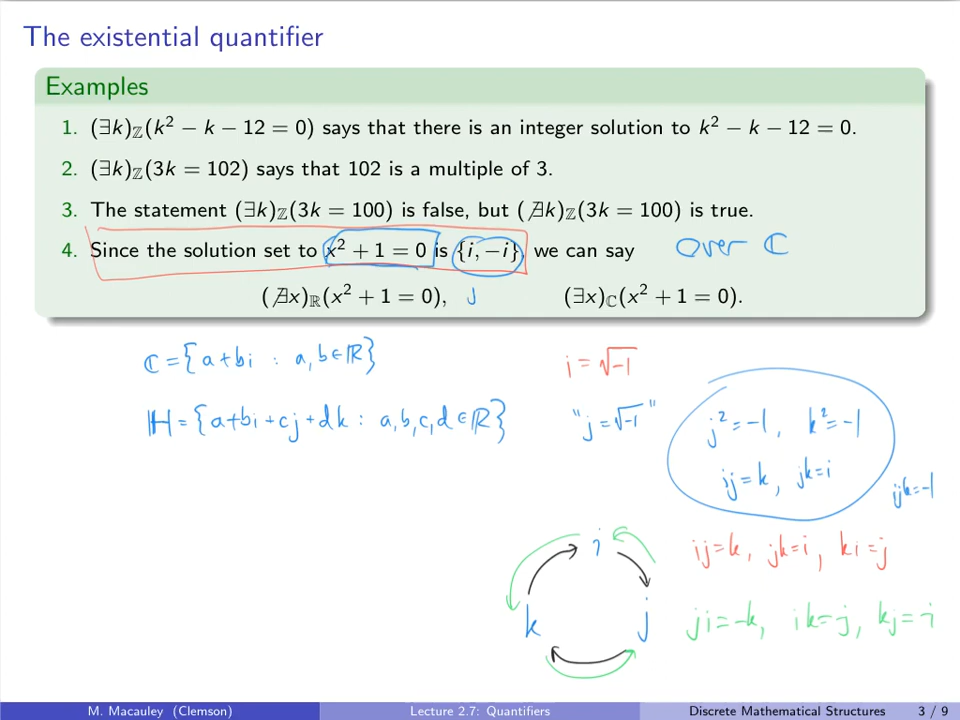 The existential quantifier
Examples
1. (∃k)ℤ(k² − k − 12 = 0) says that there is an integer solution to k² − k − 12 = 0.
2. (∃k)ℤ(3k = 102) says that 102 is a multiple of 3.
3. The statement (∃k)ℤ(3k = 100) is false, but (∄k)ℤ(3k = 100) is true.
4. Since the solution set to x² + 1 = 0 is {i, −i}, we can say over ℂ
(∄x)ℝ(x² + 1 = 0), (∃x)ℂ(x² + 1 = 0).
ℂ = {a+bi : a,b ∈ ℝ} i = √−1
ℍ = {a+bi+cj+dk : a,b,c,d ∈ ℝ} "j = √−1" j² = −1, k² = −1
ij = k, jk = i
ijk = −1
i
ij = k, jk = i, ki = j
k j
ji = −k, ik = −j, kj = −i
M. Macauley (Clemson) Lecture 2.7: Quantifiers Discrete Mathematical Structures 3 / 9